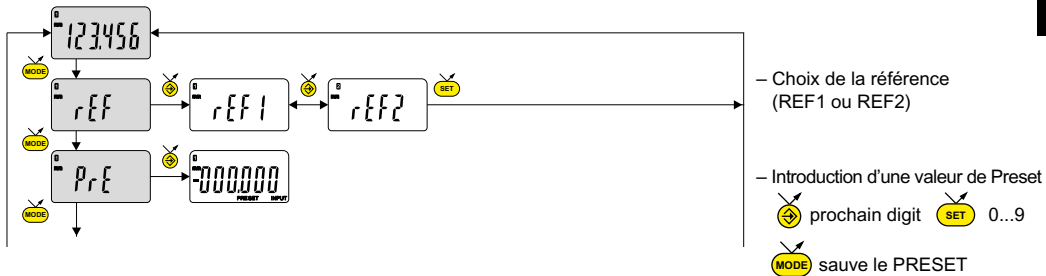 123.456
MODE
rEF
rEF1
rEF2
SET
– Choix de la référence
(REF1 ou REF2)
MODE
PrE
-000.000
PRESET INPUT
– Introduction d'une valeur de Preset
prochain digit SET 0...9
MODE
MODE sauve le PRESET